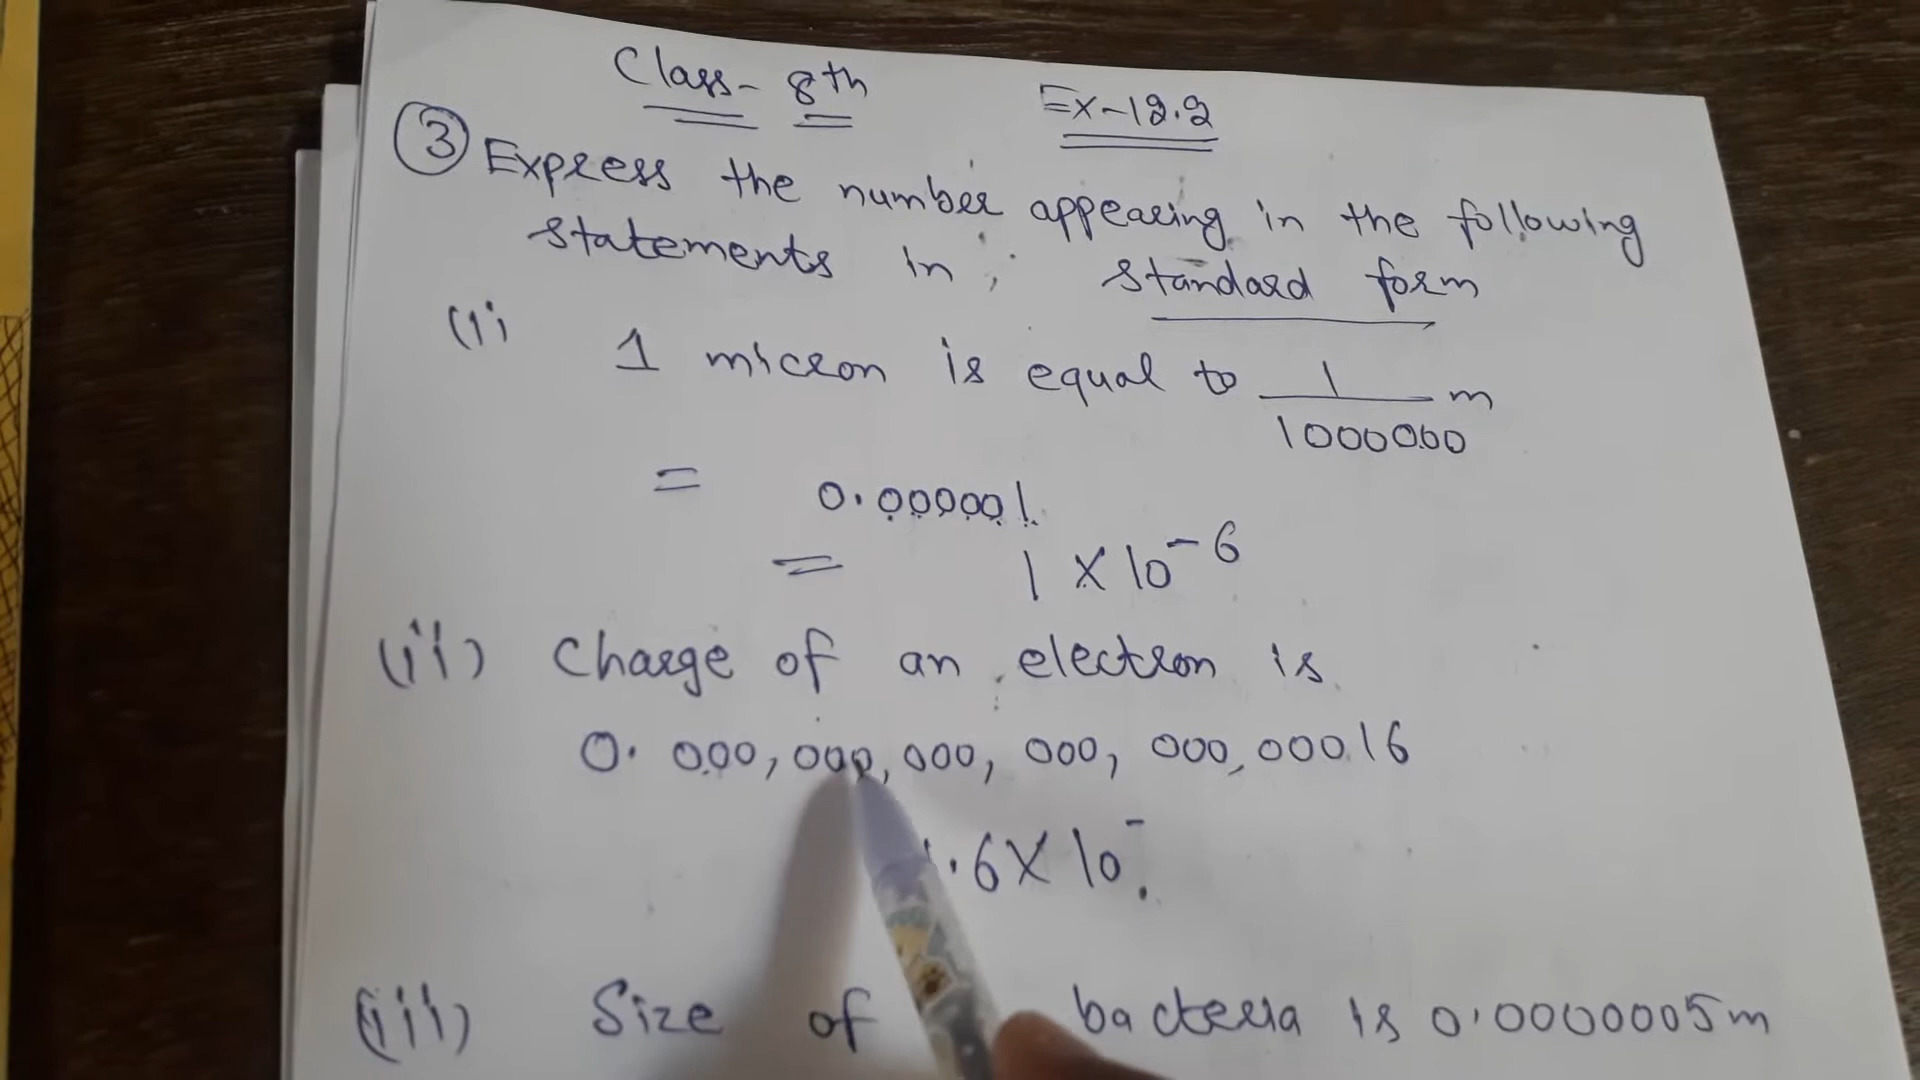 Class- 8th Ex-12.2
③ Express the number appearing in the following
statements in; standard form
(i) 1 micron is equal to 1/1000000 m
= 0.000001
= 1 × 10⁻⁶
(ii) Charge of an electron is
0. 000,000,000, 000, 000,00016
.6 × 10⁻
(iii) Size of bacteria is 0.0000005m